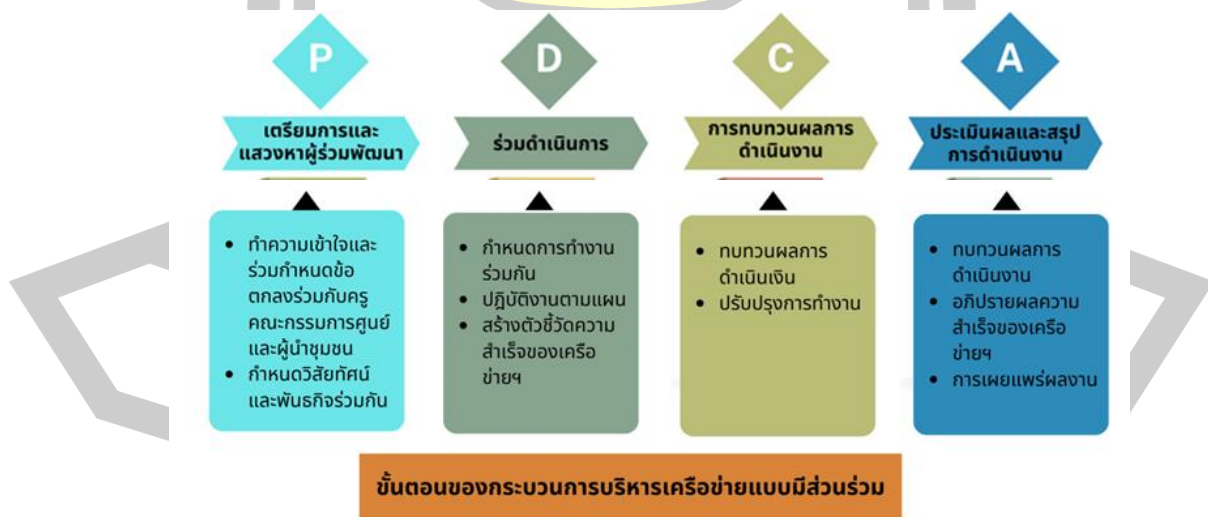 P
เตรียมการและ
แสวงหาผู้ร่วมพัฒนา
• ทำความเข้าใจและ
ร่วมกำหนดข้อ
ตกลงร่วมกับครู
คณะกรรมการศูนย์
และผู้นำชุมชน
• กำหนดวิสัยทัศน์
และพันธกิจร่วมกัน
D
ร่วมดำเนินการ
• กำหนดการทำงาน
ร่วมกัน
• ปฎิบัติงานตามแผน
• สร้างตัวชี้วัดความ
สำเร็จของเครือ
ข่ายฯ
C
การทบทวนผลการ
ดำเนินงาน
• ทบทวนผลการ
ดำเนินเงิน
• ปรับปรุงการทำงาน
A
ประเมินผลและสรุป
การดำเนินงาน
• ทบทวนผลการ
ดำเนินงาน
• อภิปรายผลความ
สำเร็จของเครือ
ข่ายฯ
• การเผยแพร่ผลงาน
ขั้นตอนของกระบวนการบริหารเครือข่ายแบบมีส่วนร่วม